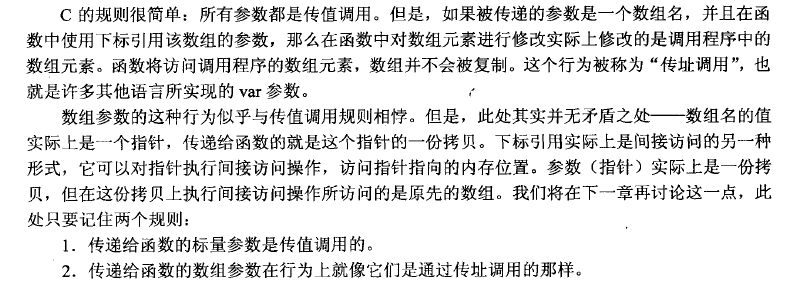 C 的规则很简单：所有参数都是传值调用。但是，如果被传递的参数是一个数组名，并且在函
数中使用下标引用该数组的参数，那么在函数中对数组元素进行修改实际上修改的是调用程序中的
数组元素。函数将访问调用程序的数组元素，数组并不会被复制。这个行为被称为“传址调用”，也
就是许多其他语言所实现的 var 参数。
数组参数的这种行为似乎与传值调用规则相悖。但是，此处其实并无矛盾之处——数组名的值
实际上是一个指针，传递给函数的就是这个指针的一份拷贝。下标引用实际上是间接访问的另一种
形式，它可以对指针执行间接访问操作，访问指针指向的内存位置。参数（指针）实际上是一份拷
贝，但在这份拷贝上执行间接访问操作所访问的是原先的数组。我们将在下一章再讨论这一点，此
处只要记住两个规则：
1．传递给函数的标量参数是传值调用的。
2．传递给函数的数组参数在行为上就像它们是通过传址调用的那样。